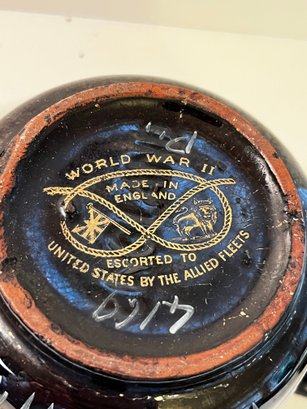 WORLD WAR II
MADE IN
ENGLAND
ESCORTED TO
UNITED STATES BY THE ALLIED FLEETS